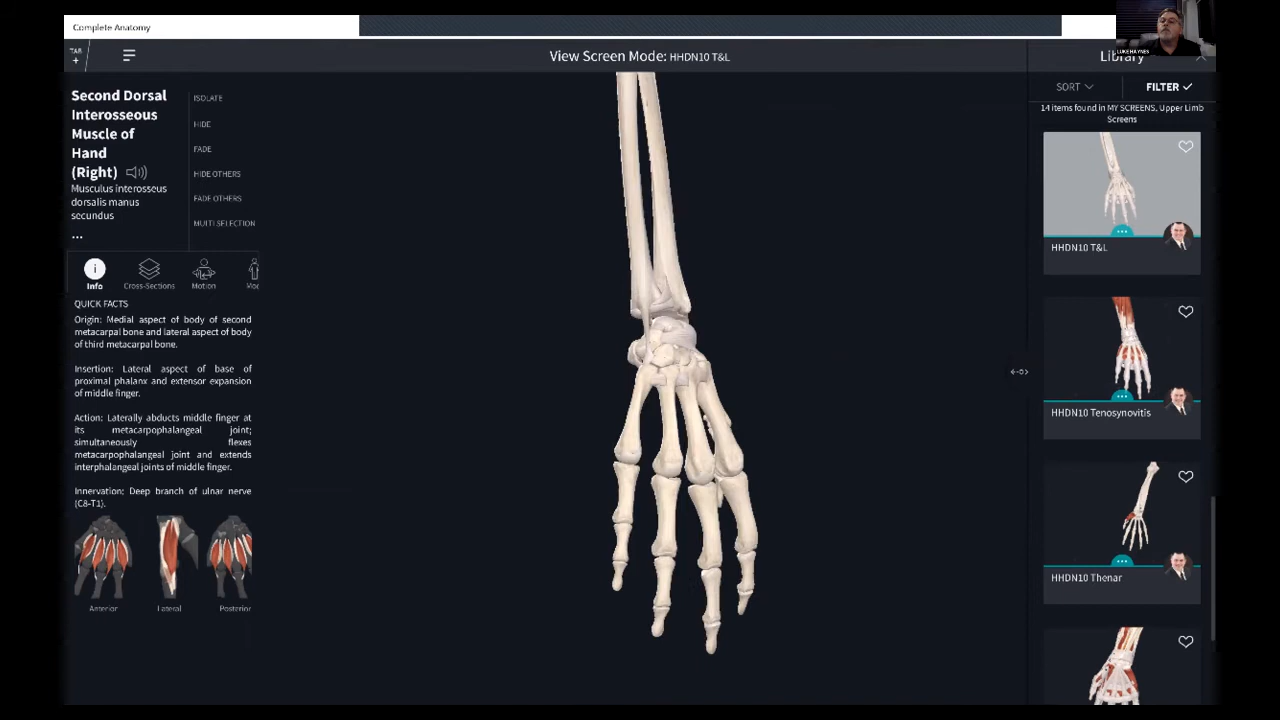 Complete Anatomy
TAB
+
View Screen Mode: HHDN10 T&L
LUKE HAYNES
Library
Second Dorsal
Interosseous
Muscle of
Hand
(Right)
Musculus interosseus
dorsalis manus
secundus
...
ISOLATE
HIDE
FADE
HIDE OTHERS
FADE OTHERS
MULTI SELECTION
Info
Cross-Sections
Motion
QUICK FACTS
Origin: Medial aspect of body of second
metacarpal bone and lateral aspect of body
of third metacarpal bone.
Insertion: Lateral aspect of base of
proximal phalanx and extensor expansion
of middle finger.
Action: Laterally abducts middle finger at
its metacarpophalangeal joint;
simultaneously flexes
metacarpophalangeal joint and extends
interphalangeal joints of middle finger.
Innervation: Deep branch of ulnar nerve
(C8-T1).
Anterior
Lateral
Posterior
SORT
FILTER
14 items found in MY SCREENS, Upper Limb
Screens
HHDN10 T&L
HHDN10 Tenosynovitis
HHDN10 Thenar